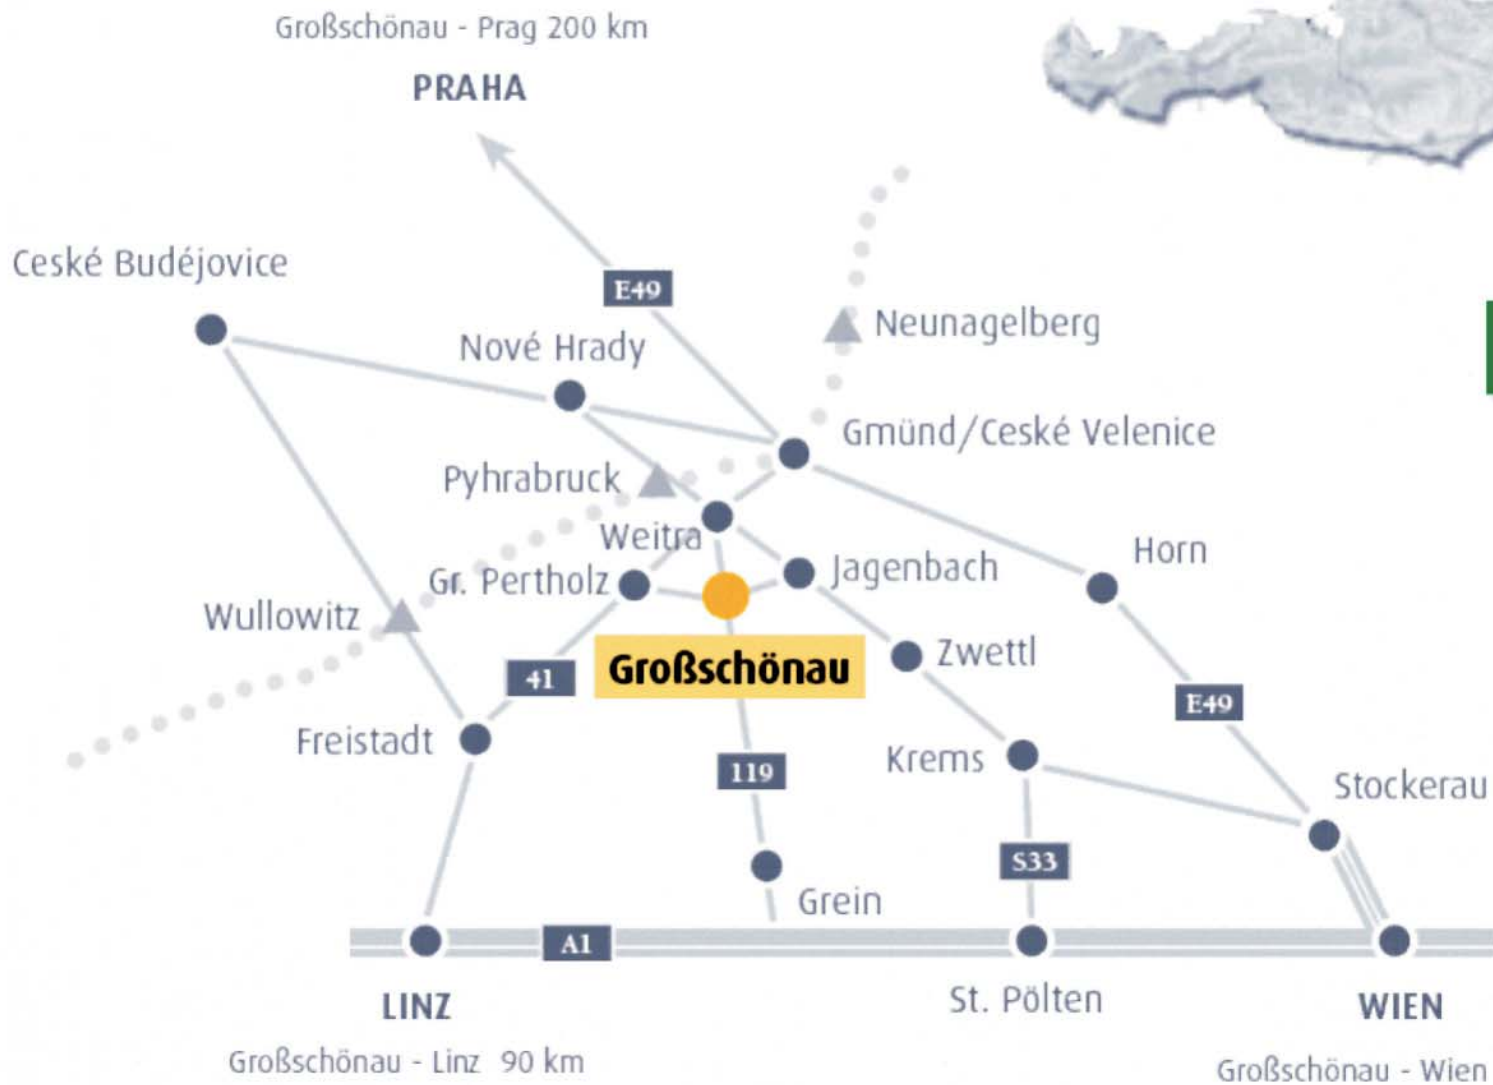 Großschönau - Prag 200 km
PRAHA
Ceské Budéjovice
E49
Neunagelberg
Nové Hrady
Gmünd/Ceské Velenice
Pyhrabruck
Weitra
Horn
Gr. Pertholz
Jagenbach
Wullowitz
Großschönau
Zwettl
41
E49
Freistadt
119
Krems
Stockerau
S33
Grein
A1
LINZ
St. Pölten
WIEN
Großschönau - Linz 90 km
Großschönau - Wien